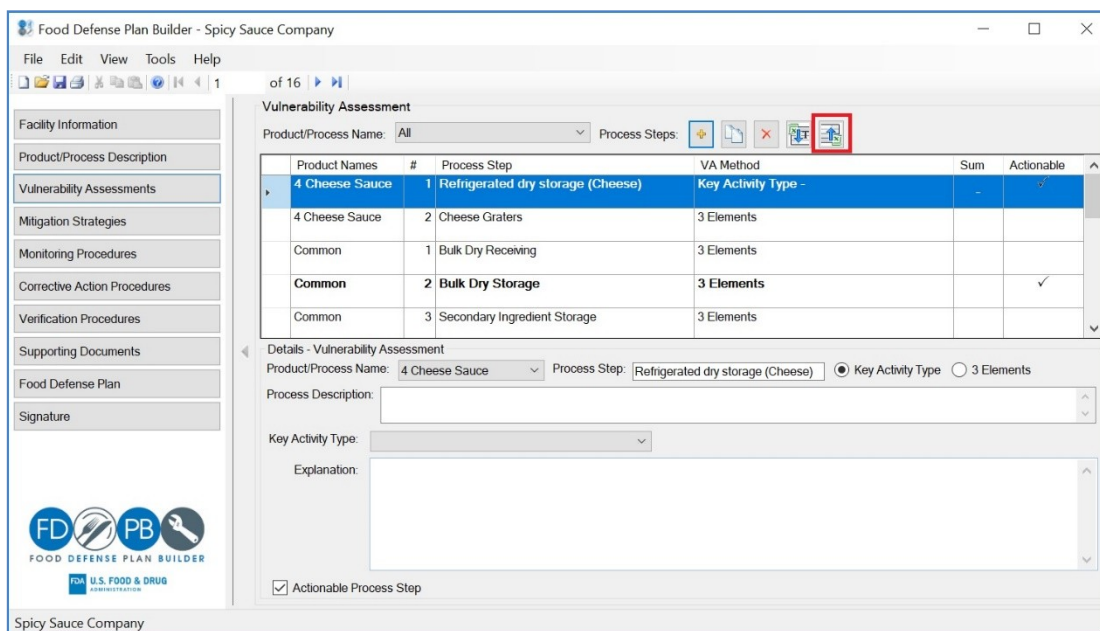 Food Defense Plan Builder - Spicy Sauce Company
File Edit View Tools Help
1 of 16
Facility Information
Product/Process Description
Vulnerability Assessments
Mitigation Strategies
Monitoring Procedures
Corrective Action Procedures
Verification Procedures
Supporting Documents
Food Defense Plan
Signature
FD PB
FOOD DEFENSE PLAN BUILDER
FDA U.S. FOOD & DRUG
ADMINISTRATION
Vulnerability Assessment
Product/Process Name: All Process Steps:
Product Names # Process Step VA Method Sum Actionable
4 Cheese Sauce 1 Refrigerated dry storage (Cheese) Key Activity Type - - ✓
4 Cheese Sauce 2 Cheese Graters 3 Elements
Common 1 Bulk Dry Receiving 3 Elements
Common 2 Bulk Dry Storage 3 Elements ✓
Common 3 Secondary Ingredient Storage 3 Elements
Details - Vulnerability Assessment
Product/Process Name: 4 Cheese Sauce Process Step: Refrigerated dry storage (Cheese) Key Activity Type 3 Elements
Process Description:
Key Activity Type:
Explanation:
Actionable Process Step
Spicy Sauce Company